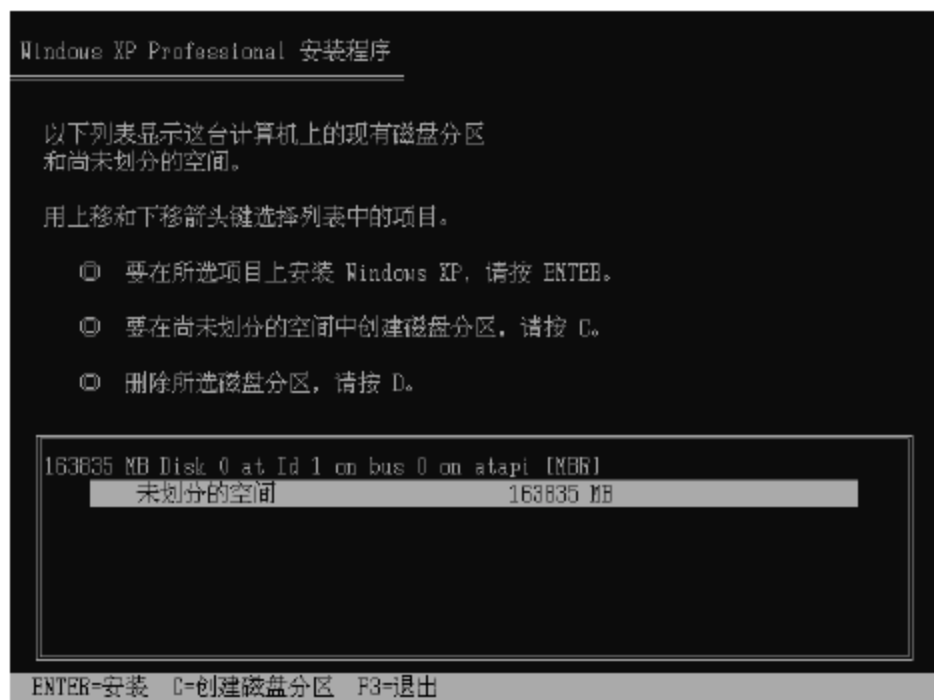 Windows XP Professional 安装程序
以下列表显示这台计算机上的现有磁盘分区
和尚未划分的空间。
用上移和下移箭头键选择列表中的项目。
◎ 要在所选项目上安装 Windows XP, 请按 ENTER。
◎ 要在尚未划分的空间中创建磁盘分区, 请按 C。
◎ 删除所选磁盘分区, 请按 D。
163835 MB Disk 0 at Id 1 on bus 0 on atapi [MBR]
未划分的空间 163835 MB
ENTER=安装 C=创建磁盘分区 F3=退出